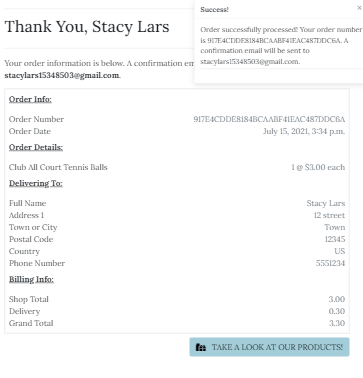 Success!
×
Order successfully processed! Your order number
is 917E4CDDE8184BCAABF41EAC487DDC6A. A
confirmation email will be sent to
stacylars15348503@gmail.com.
Thank You, Stacy Lars
Your order information is below. A confirmation em
stacylars15348503@gmail.com.
Order Info:
Order Number 917E4CDDE8184BCAABF41EAC487DDC6A
Order Date July 15, 2021, 3:34 p.m.
Order Details:
Club All Court Tennis Balls 1 @ $3.00 each
Delivering To:
Full Name Stacy Lars
Address 1 12 street
Town or City Town
Postal Code 12345
Country US
Phone Number 5551234
Billing Info:
Shop Total 3.00
Delivery 0.30
Grand Total 3.30
TAKE A LOOK AT OUR PRODUCTS!